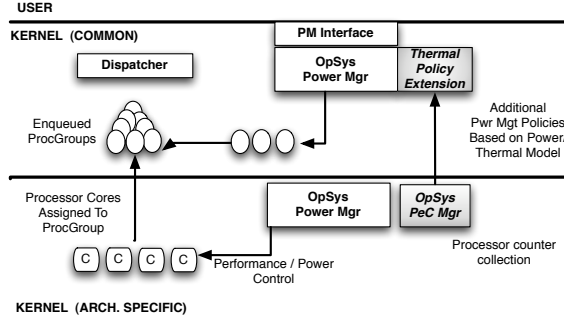 USER
KERNEL (COMMON)
PM Interface
Dispatcher
OpSys
Power Mgr
Thermal
Policy
Extension
Enqueued
ProcGroups
Additional
Pwr Mgt Policies
Based on Power/
Thermal Model
Processor Cores
Assigned To
ProcGroup
OpSys
Power Mgr
OpSys
PeC Mgr
C C C C
Performance / Power
Control
Processor counter
collection
KERNEL (ARCH. SPECIFIC)